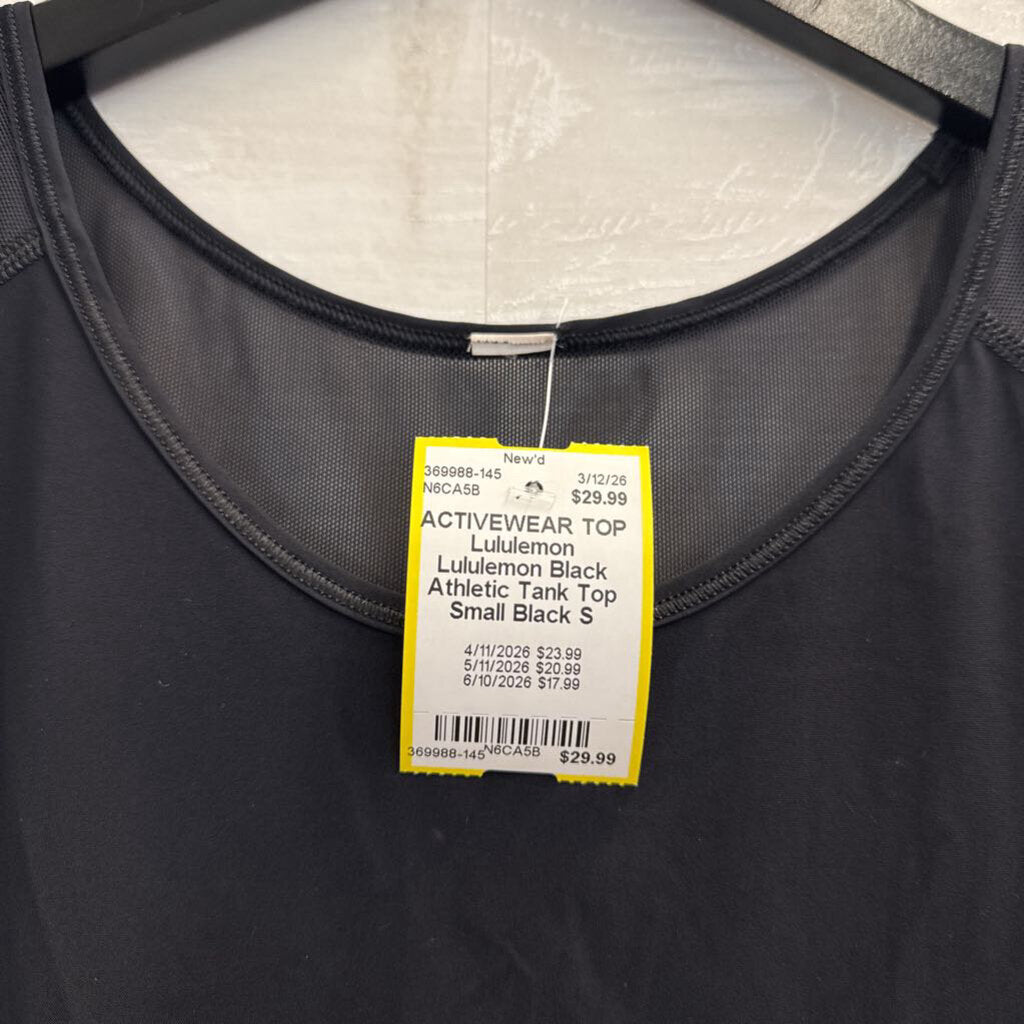 New'd
369988-145 3/12/26
N6CA5B $29.99
ACTIVEWEAR TOP
Lululemon
Lululemon Black
Athletic Tank Top
Small Black S
4/11/2026 $23.99
5/11/2026 $20.99
6/10/2026 $17.99
369988-145 N6CA5B $29.99